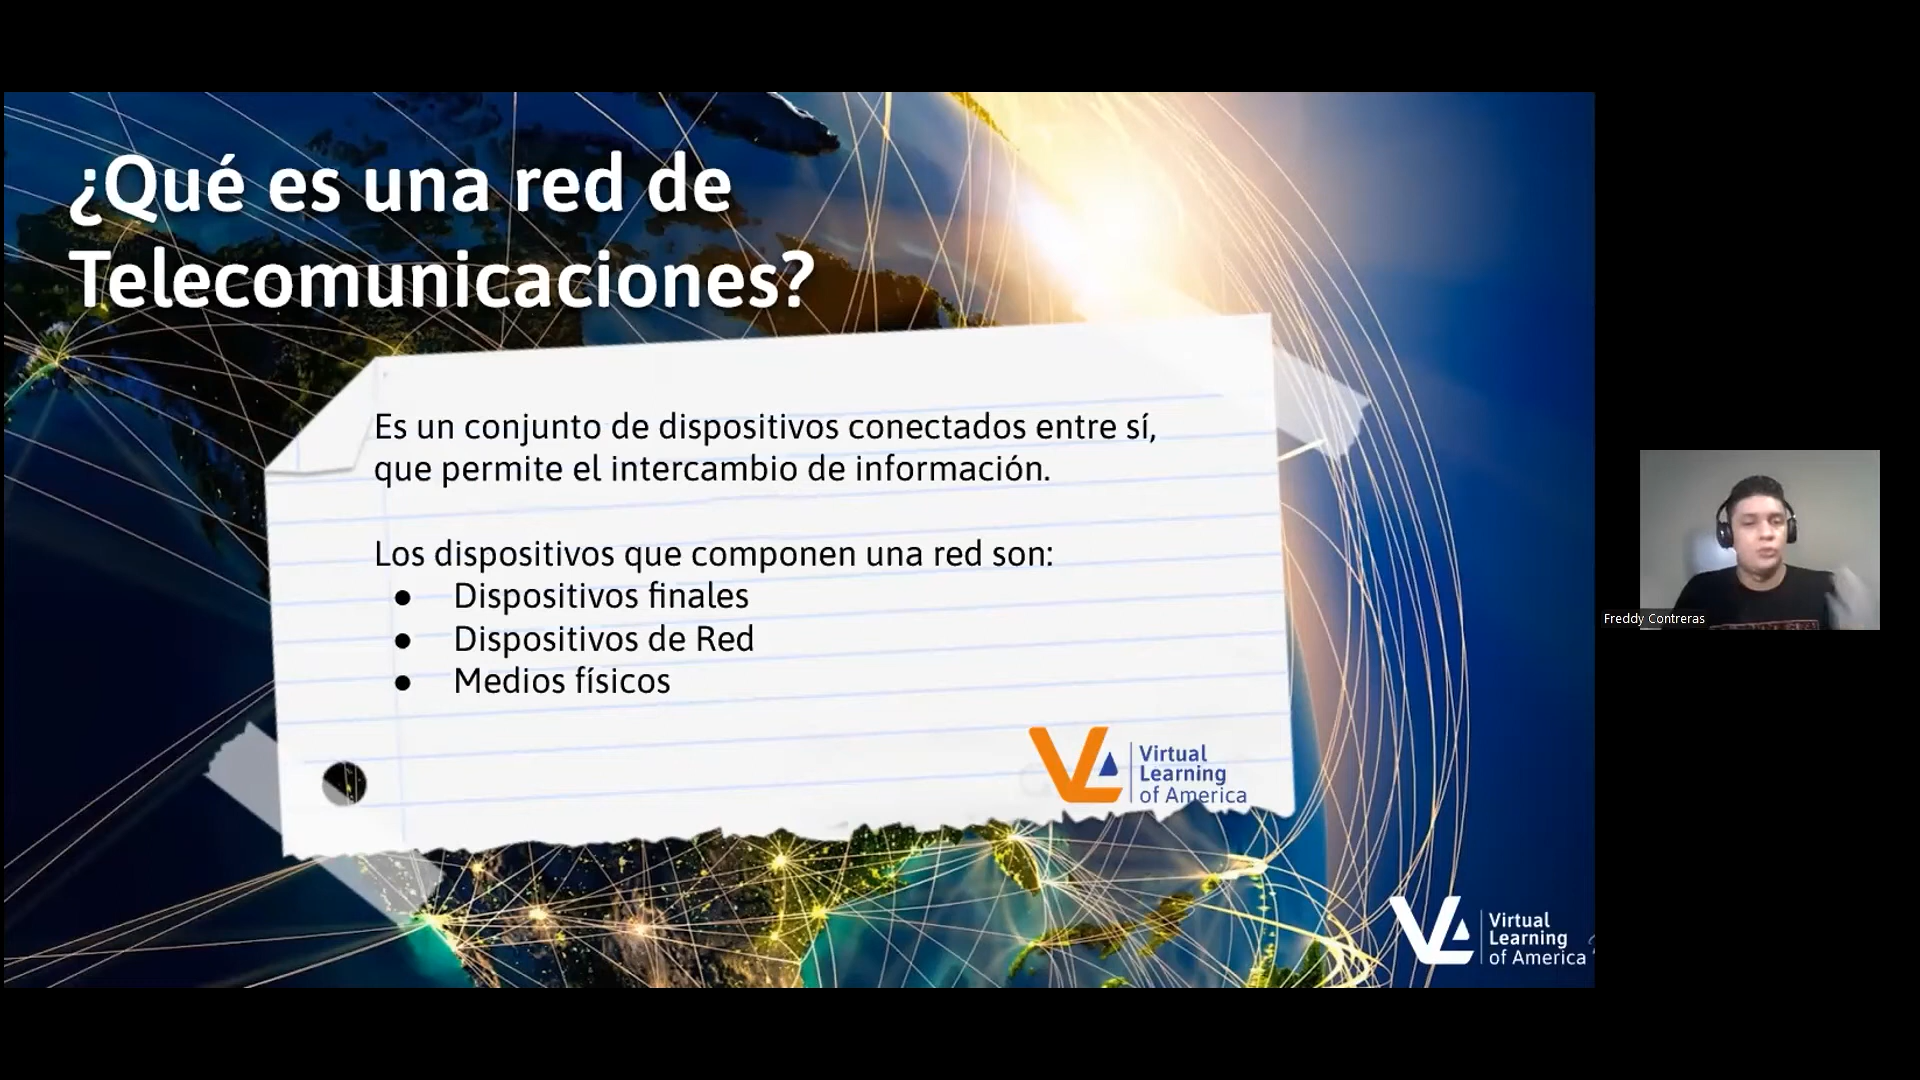 ¿Qué es una red de
Telecomunicaciones?
Es un conjunto de dispositivos conectados entre sí,
que permite el intercambio de información.
Los dispositivos que componen una red son:
● Dispositivos finales
● Dispositivos de Red
● Medios físicos
Virtual
Learning
of America
Virtual
Learning
of America
Freddy Contreras